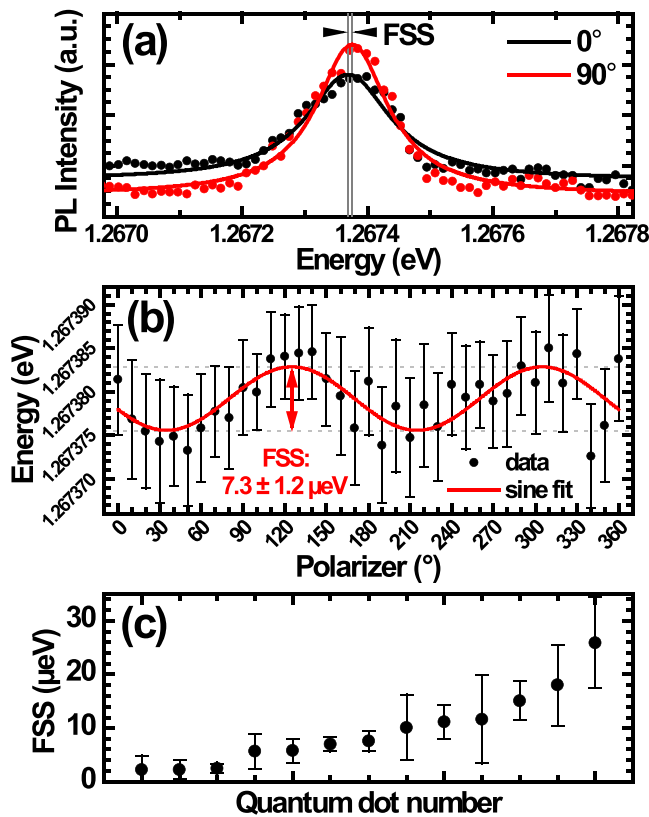 (a)
FSS
0°
90°
PL Intensity (a.u.)
1.2670 1.2672 1.2674 1.2676 1.2678
Energy (eV)
(b)
Energy (eV)
1.267390
1.267385
1.267380
1.267375
1.267370
FSS:
7.3 ± 1.2 µeV
data
sine fit
0 30 60 90 120 150 180 210 240 270 300 330 360
Polarizer (°)
(c)
FSS (µeV)
30
20
10
0
Quantum dot number